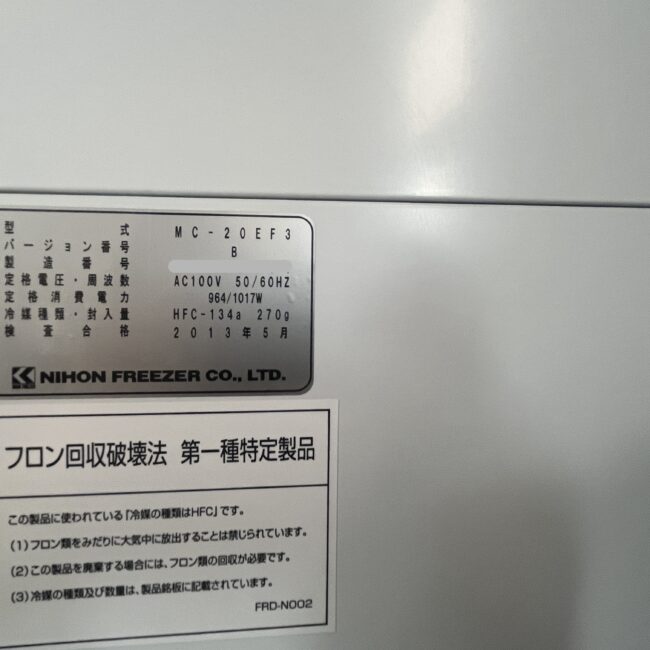 型式 MC-20EF3
バージョン番号 B
製造番号
定格電圧・周波数 AC100V 50/60HZ
定格消費電力 964/1017W
冷媒種類・封入量 HFC-134a 270g
検査合格 2013年5月
NIHON FREEZER CO., LTD.
フロン回収破壊法 第一種特定製品
この製品に使われている「冷媒の種類はHFC」です。
(1)フロン類をみだりに大気中に放出することは禁じられています。
(2)この製品を廃棄する場合には、フロン類の回収が必要です。
(3)冷媒の種類及び数量は、製品銘板に記載されています。
FRD-N002